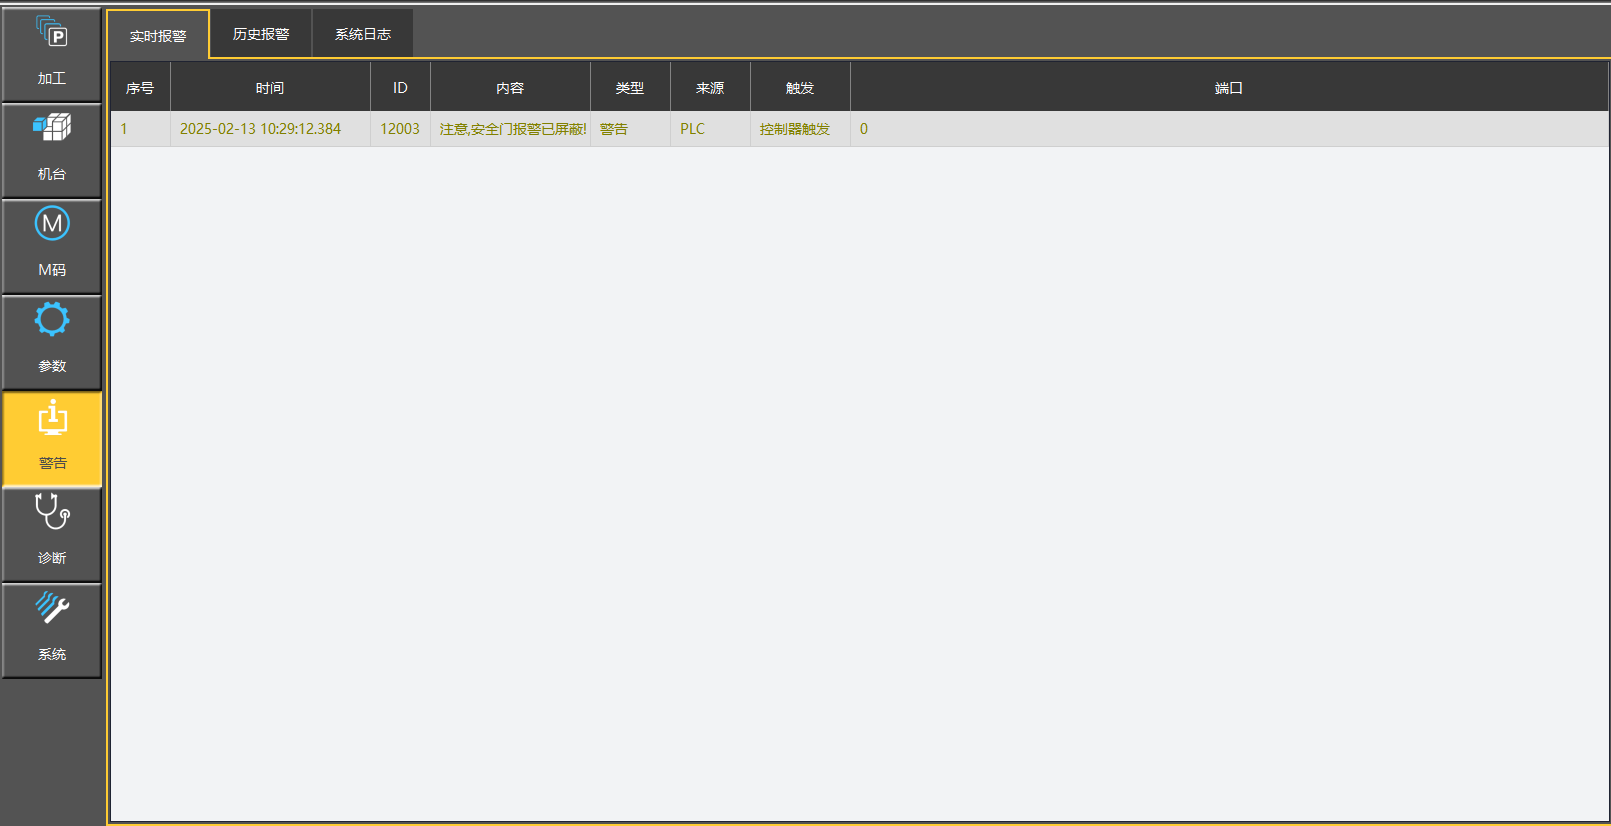 P
加工
机台
M
M码
参数
警告
诊断
系统
实时报警 历史报警 系统日志
序号 时间 ID 内容 类型 来源 触发 端口
1 2025-02-13 10:29:12.384 12003 注意,安全门报警已屏蔽! 警告 PLC 控制器触发 0